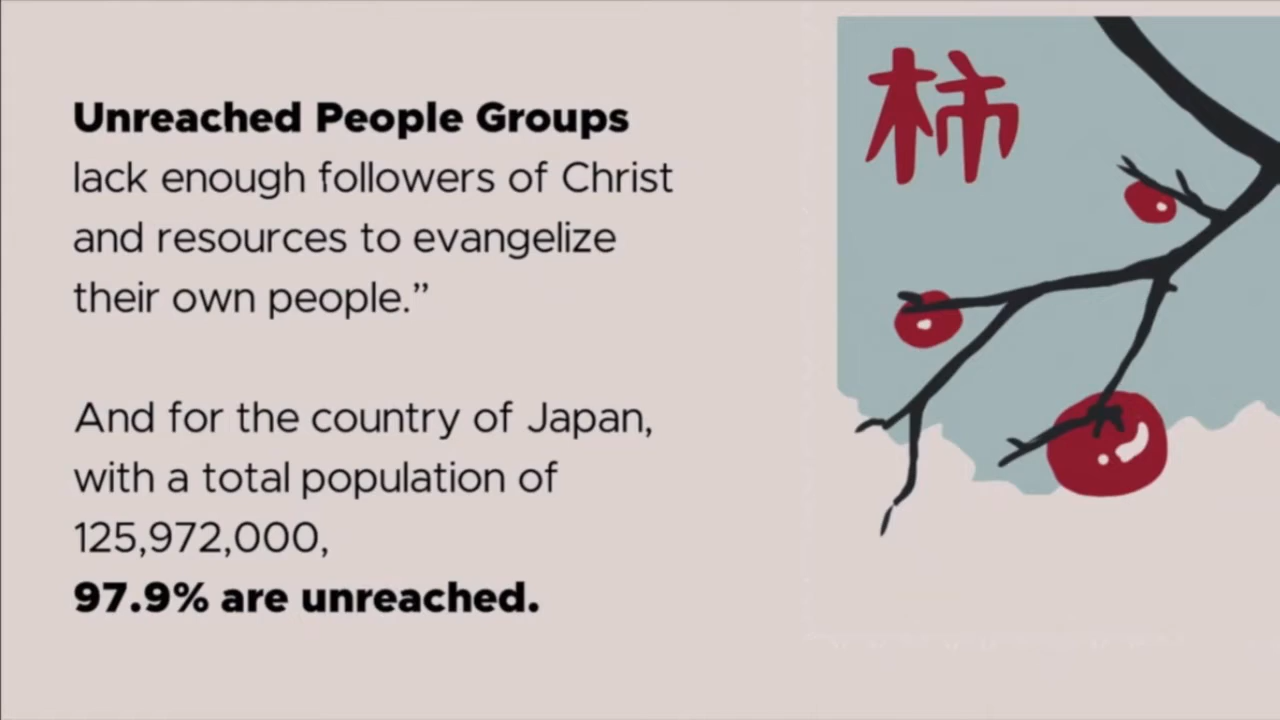 Unreached People Groups
lack enough followers of Christ
and resources to evangelize
their own people.”
And for the country of Japan,
with a total population of
125,972,000,
97.9% are unreached.
柿